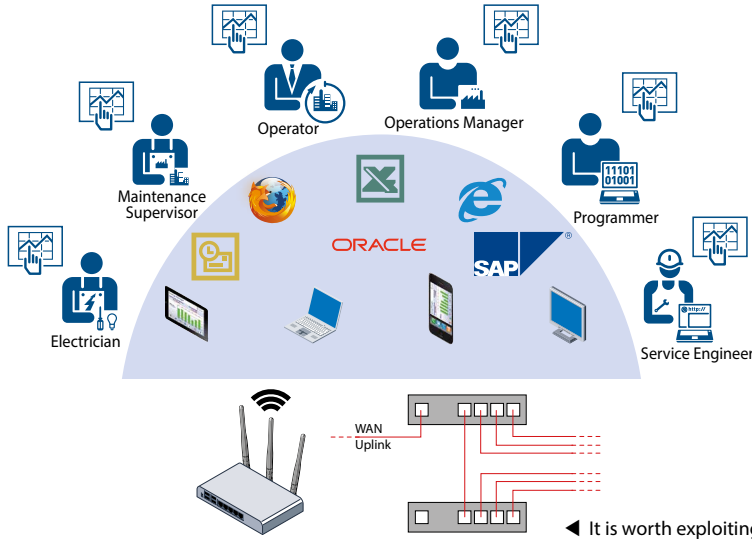 Operator
Operations Manager
Maintenance
Supervisor
11101
01001
Programmer
ORACLE
SAP
®
Electrician
http://
Service Engineer
WAN
Uplink
◀ It is worth exploiting